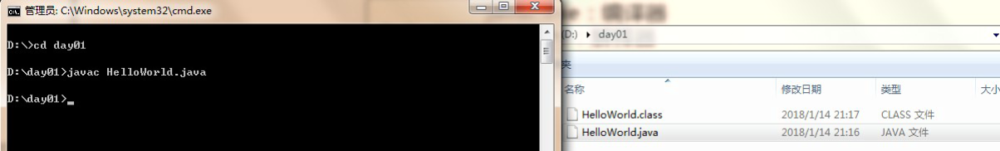 管理员: C:\Windows\system32\cmd.exe
D:\>cd day01
D:\day01>javac HelloWorld.java
D:\day01>
：编译器
(D:) ▸ day01
夹
名称 修改日期 类型 大小
HelloWorld.class 2018/1/14 21:17 CLASS 文件
HelloWorld.java 2018/1/14 21:16 JAVA 文件